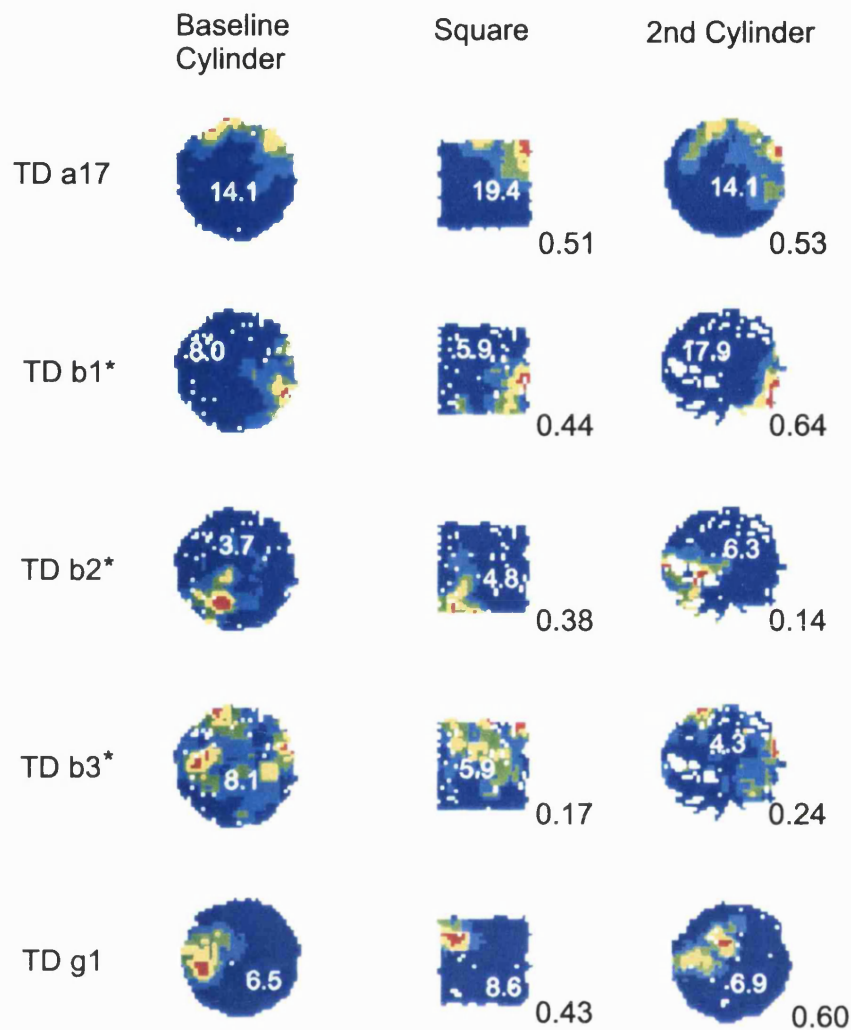 Baseline
Cylinder
Square
2nd Cylinder
TD a17
14.1
19.4
0.51
14.1
0.53
TD b1*
8.0
5.9
0.44
17.9
0.64
TD b2*
3.7
4.8
0.38
6.3
0.14
TD b3*
8.1
5.9
0.17
4.3
0.24
TD g1
6.5
8.6
0.43
6.9
0.60